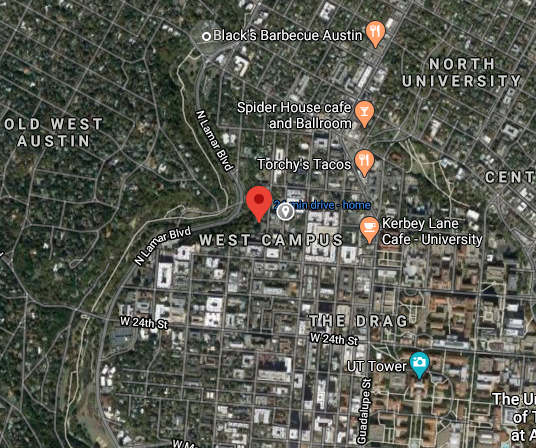 Black's Barbecue Austin
NORTH
UNIVERSITY
Spider House cafe
and Ballroom
OLD WEST
AUSTIN
N Lamar Blvd
Torchy's Tacos
CENT
min drive - home
Kerbey Lane
Cafe - University
WEST CAMPUS
N Lamar Blvd
W 24th St
THE DRAG
W 24th St
UT Tower
Guadalupe St
The Un
of T
at A
W M